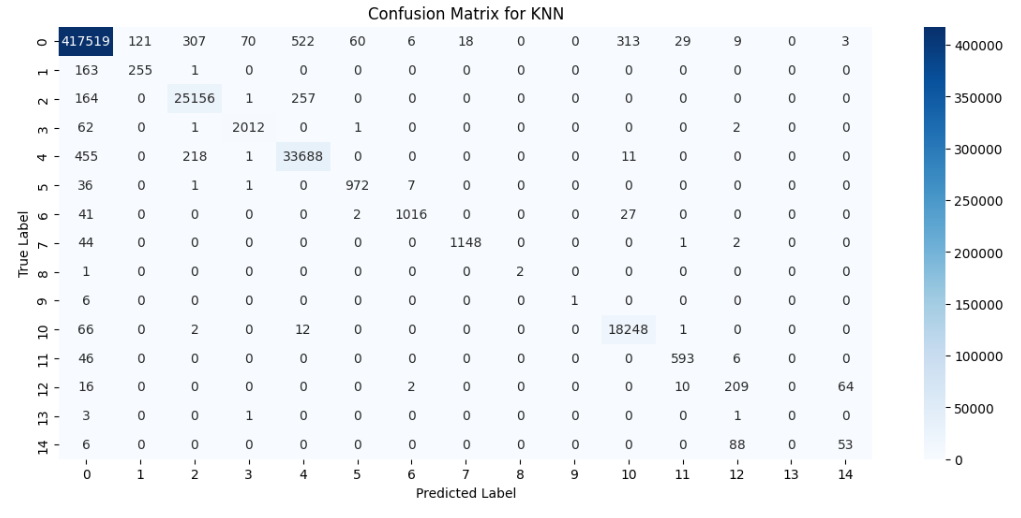 Confusion Matrix for KNN
0 417519 121 307 70 522 60 6 18 0 0 313 29 9 0 3
1 163 255 1 0 0 0 0 0 0 0 0 0 0 0 0
2 164 0 25156 1 257 0 0 0 0 0 0 0 0 0 0
3 62 0 1 2012 0 1 0 0 0 0 0 0 2 0 0
4 455 0 218 1 33688 0 0 0 0 0 11 0 0 0 0
5 36 0 1 1 0 972 7 0 0 0 0 0 0 0 0
6 41 0 0 0 0 2 1016 0 0 0 27 0 0 0 0
7 44 0 0 0 0 0 0 1148 0 0 0 1 2 0 0
8 1 0 0 0 0 0 0 0 2 0 0 0 0 0 0
9 6 0 0 0 0 0 0 0 0 1 0 0 0 0 0
10 66 0 2 0 12 0 0 0 0 0 18248 1 0 0 0
11 46 0 0 0 0 0 0 0 0 0 0 593 6 0 0
12 16 0 0 0 0 0 2 0 0 0 0 10 209 0 64
13 3 0 0 1 0 0 0 0 0 0 0 0 1 0 0
14 6 0 0 0 0 0 0 0 0 0 0 0 88 0 53
0 1 2 3 4 5 6 7 8 9 10 11 12 13 14
Predicted Label
True Label
400000
350000
300000
250000
200000
150000
100000
50000
0